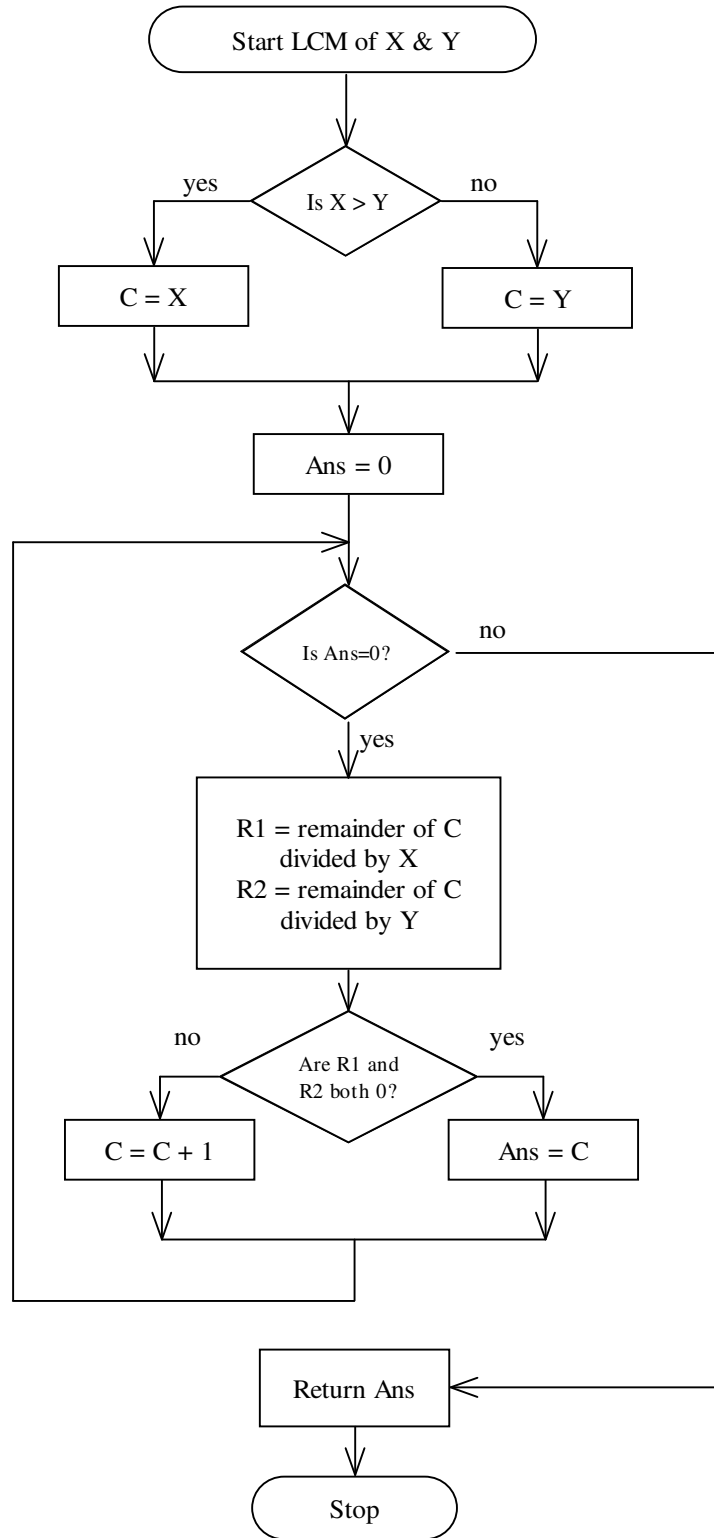 Start LCM of X & Y
yes
no
Is X > Y
C = X
C = Y
Ans = 0
no
Is Ans=0?
yes
R1 = remainder of C
divided by X
R2 = remainder of C
divided by Y
no
yes
Are R1 and
R2 both 0?
C = C + 1
Ans = C
Return Ans
Stop